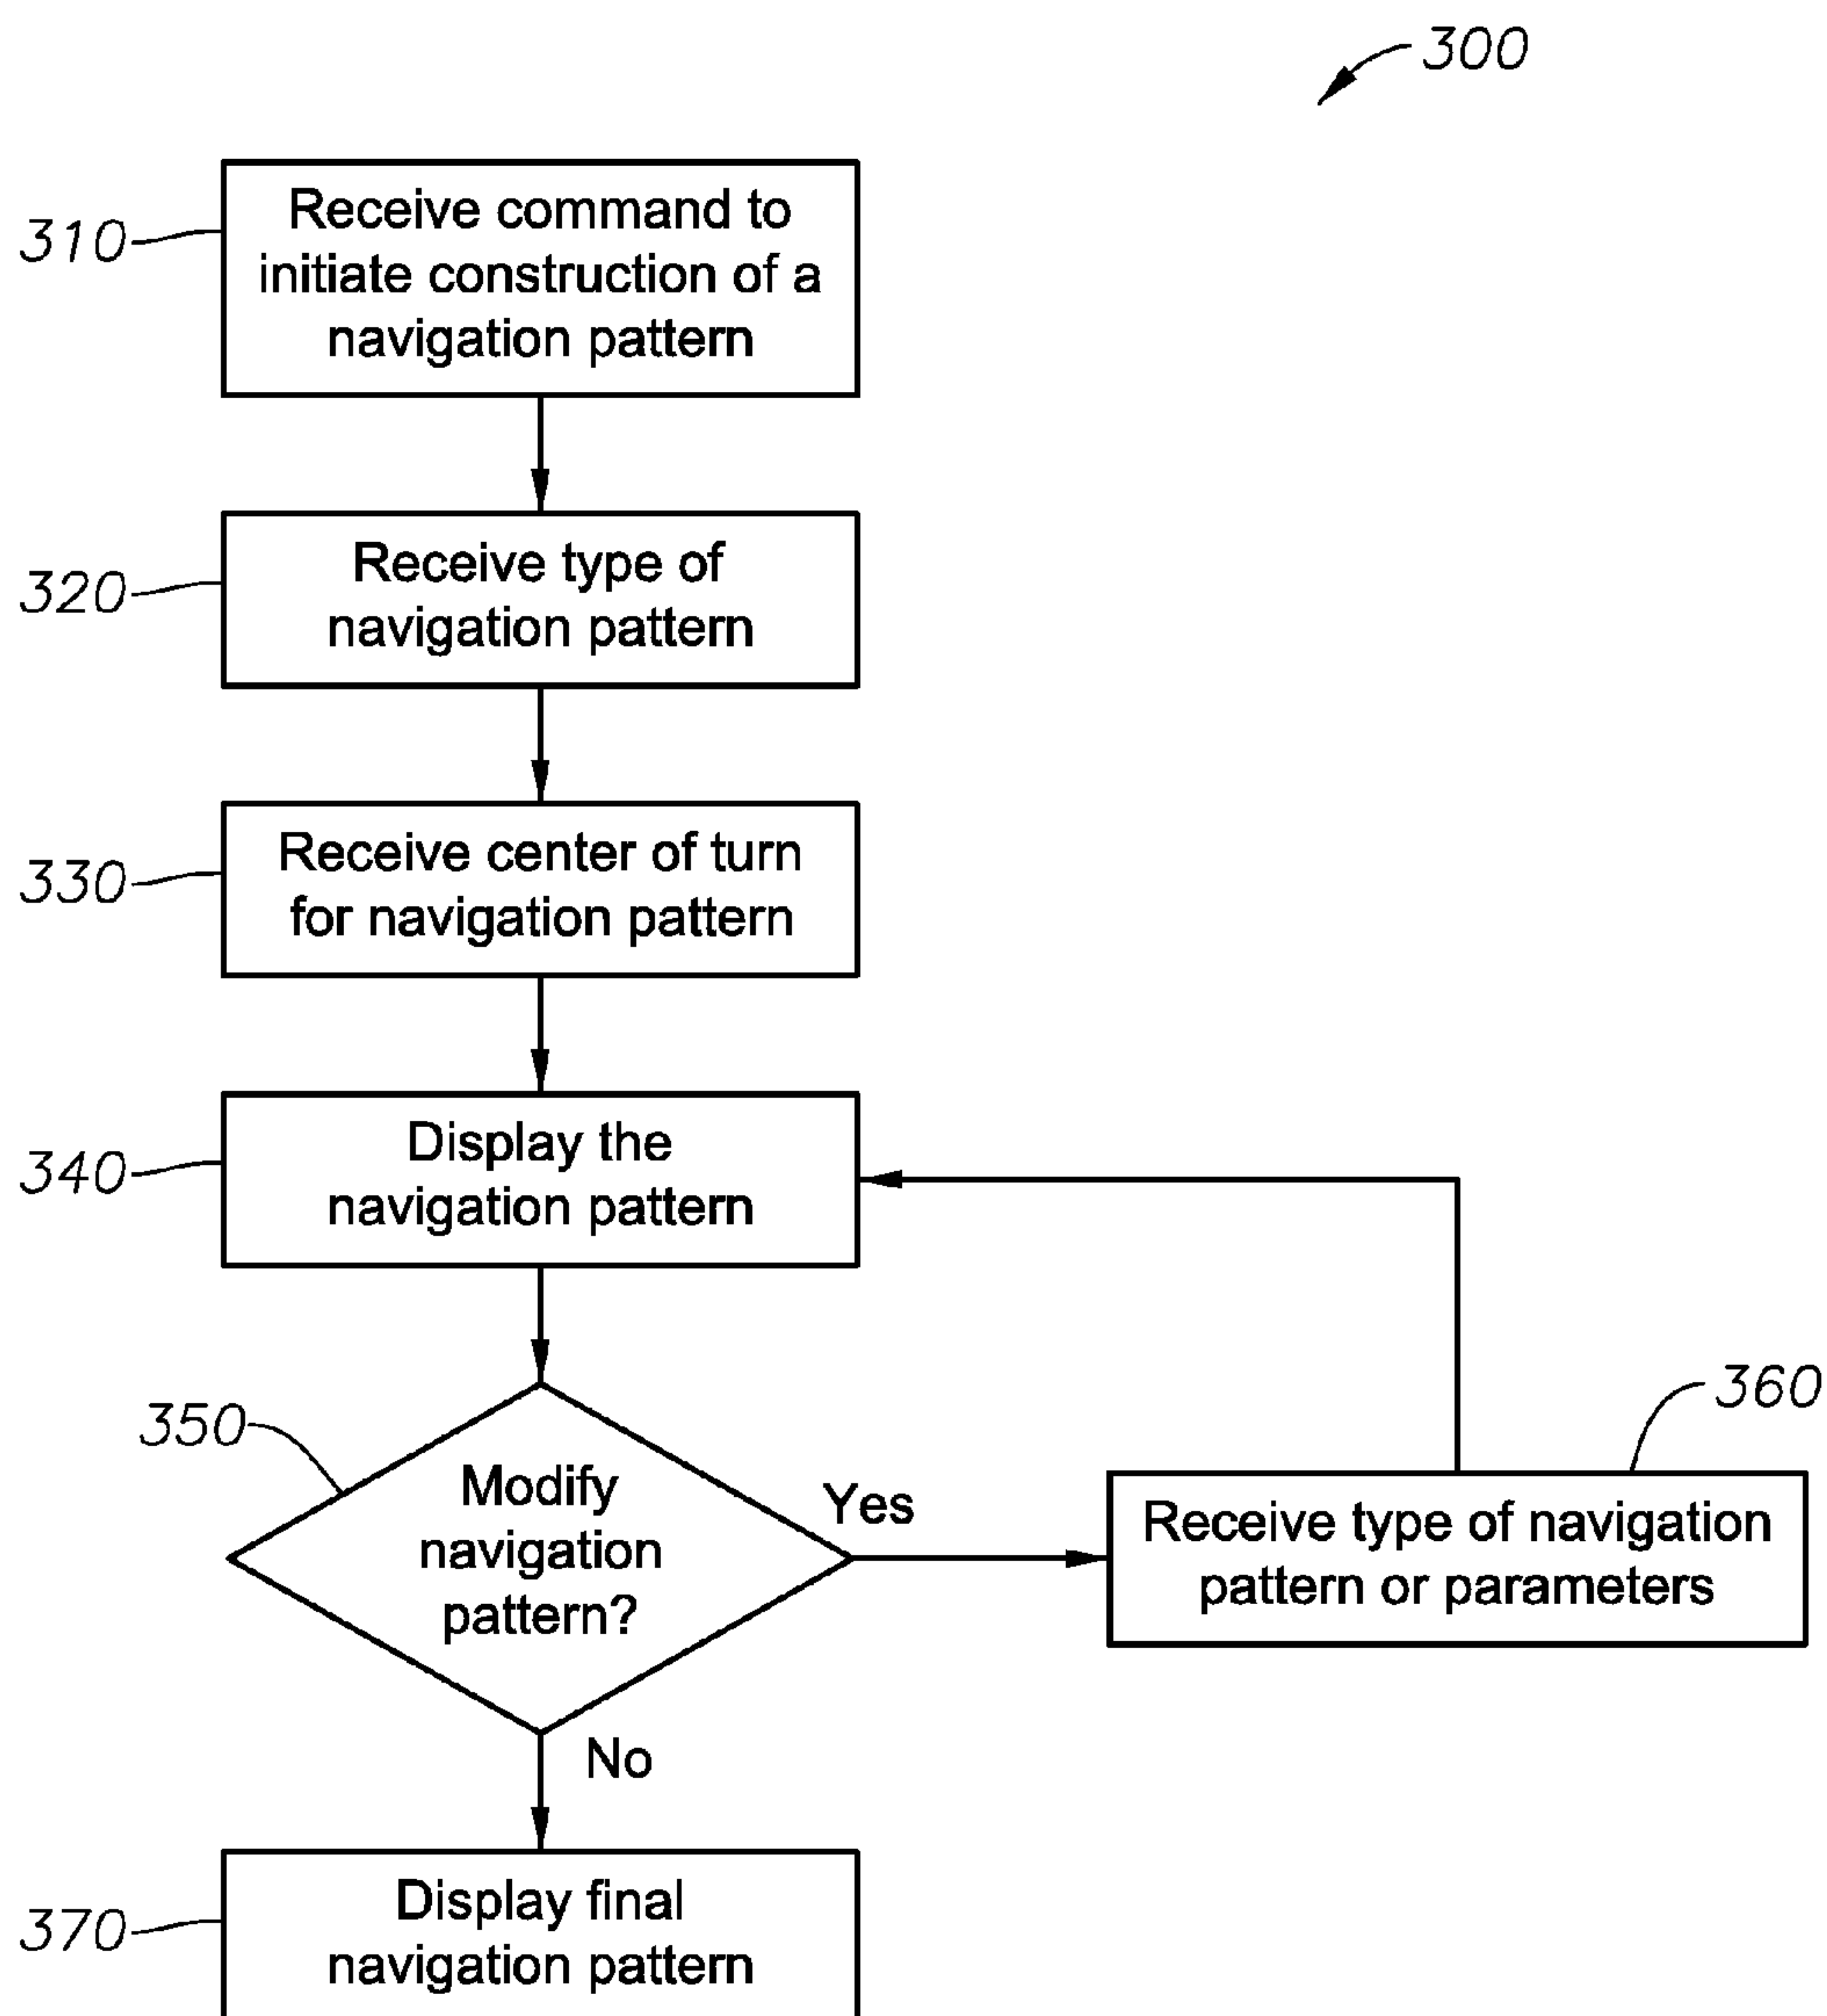 300
310
Receive command to
initiate construction of a
navigation pattern
320
Receive type of
navigation pattern
330
Receive center of turn
for navigation pattern
340
Display the
navigation pattern
350
Modify
navigation
pattern?
Yes
360
Receive type of navigation
pattern or parameters
No
370
Display final
navigation pattern